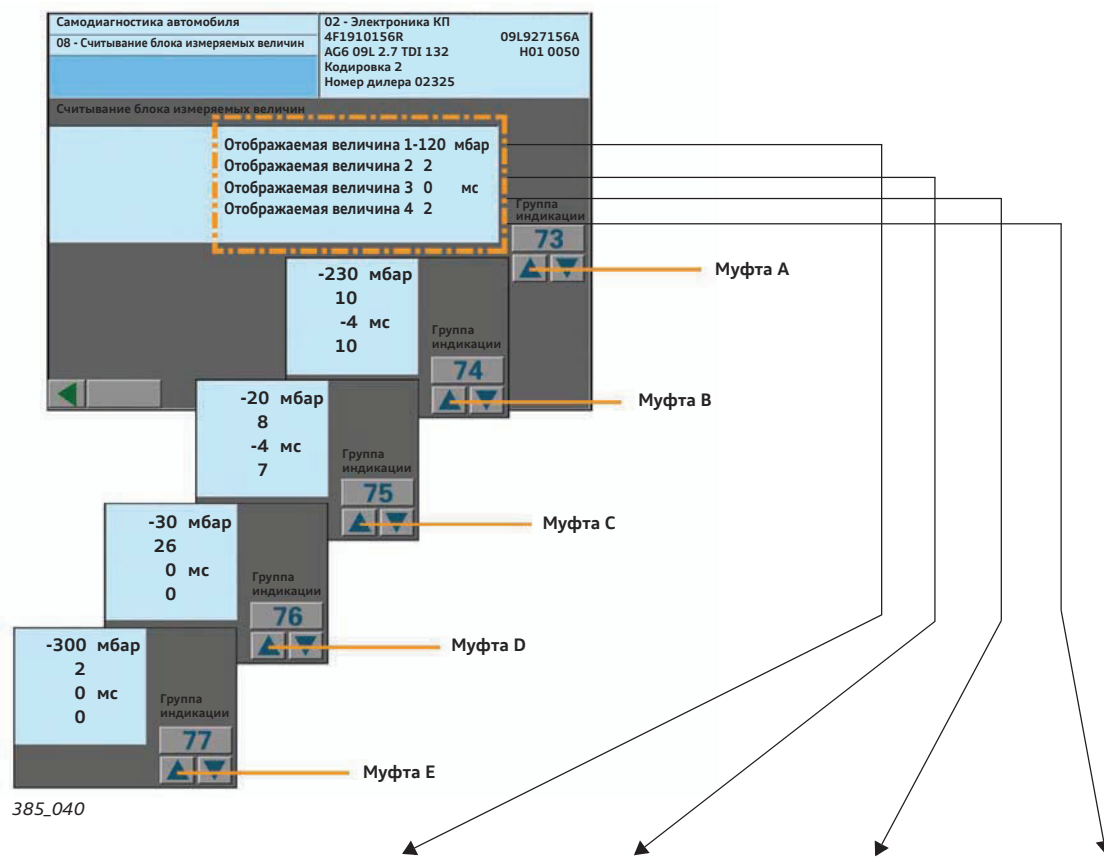 Самодиагностика автомобиля
08 - Считывание блока измеряемых величин
02 - Электроника КП
4F1910156R 09L927156A
AG6 09L 2.7 TDI 132 H01 0050
Кодировка 2
Номер дилера 02325
Считывание блока измеряемых величин
Отображаемая величина 1-120 мбар
Отображаемая величина 2 2
Отображаемая величина 3 0 мс
Отображаемая величина 4 2
Группа
индикации
73
Муфта A
-230 мбар
10
-4 мс
10
Группа
индикации
74
Муфта B
-20 мбар
8
-4 мс
7
Группа
индикации
75
Муфта C
-30 мбар
26
0 мс
0
Группа
индикации
76
Муфта D
-300 мбар
2
0 мс
0
Группа
индикации
77
Муфта E
385_040